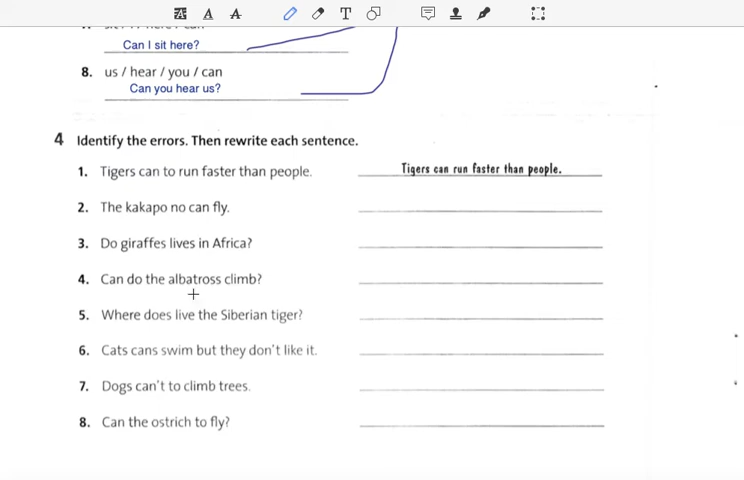 Can I sit here?
8. us / hear / you / can
Can you hear us?
4 Identify the errors. Then rewrite each sentence.
1. Tigers can to run faster than people. Tigers can run faster than people.
2. The kakapo no can fly.
3. Do giraffes lives in Africa?
4. Can do the albatross climb?
5. Where does live the Siberian tiger?
6. Cats cans swim but they don't like it.
7. Dogs can't to climb trees.
8. Can the ostrich to fly?